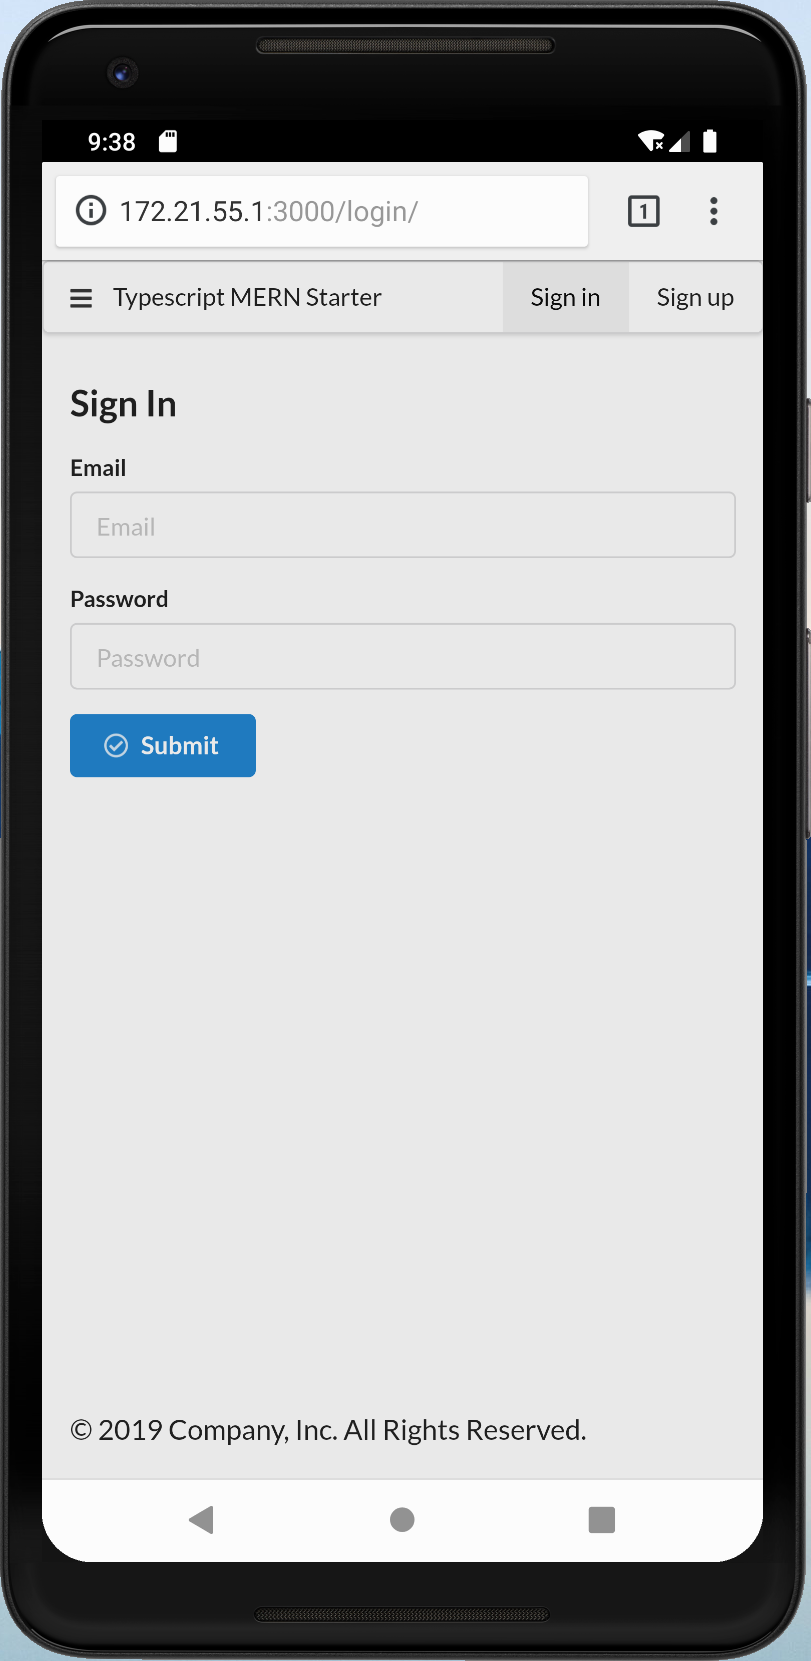 9:38
172.21.55.1:3000/login/
1
Typescript MERN Starter Sign in Sign up
Sign In
Email
Email
Password
Password
Submit
© 2019 Company, Inc. All Rights Reserved.